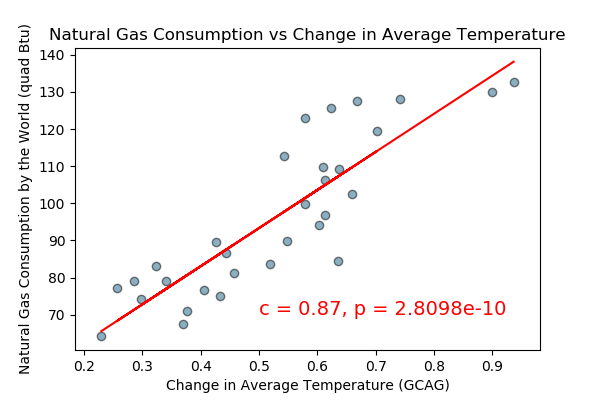 Natural Gas Consumption vs Change in Average Temperature
Natural Gas Consumption by the World (quad Btu)
140
130
120
110
100
90
80
70
c = 0.87, p = 2.8098e-10
0.2 0.3 0.4 0.5 0.6 0.7 0.8 0.9
Change in Average Temperature (GCAG)